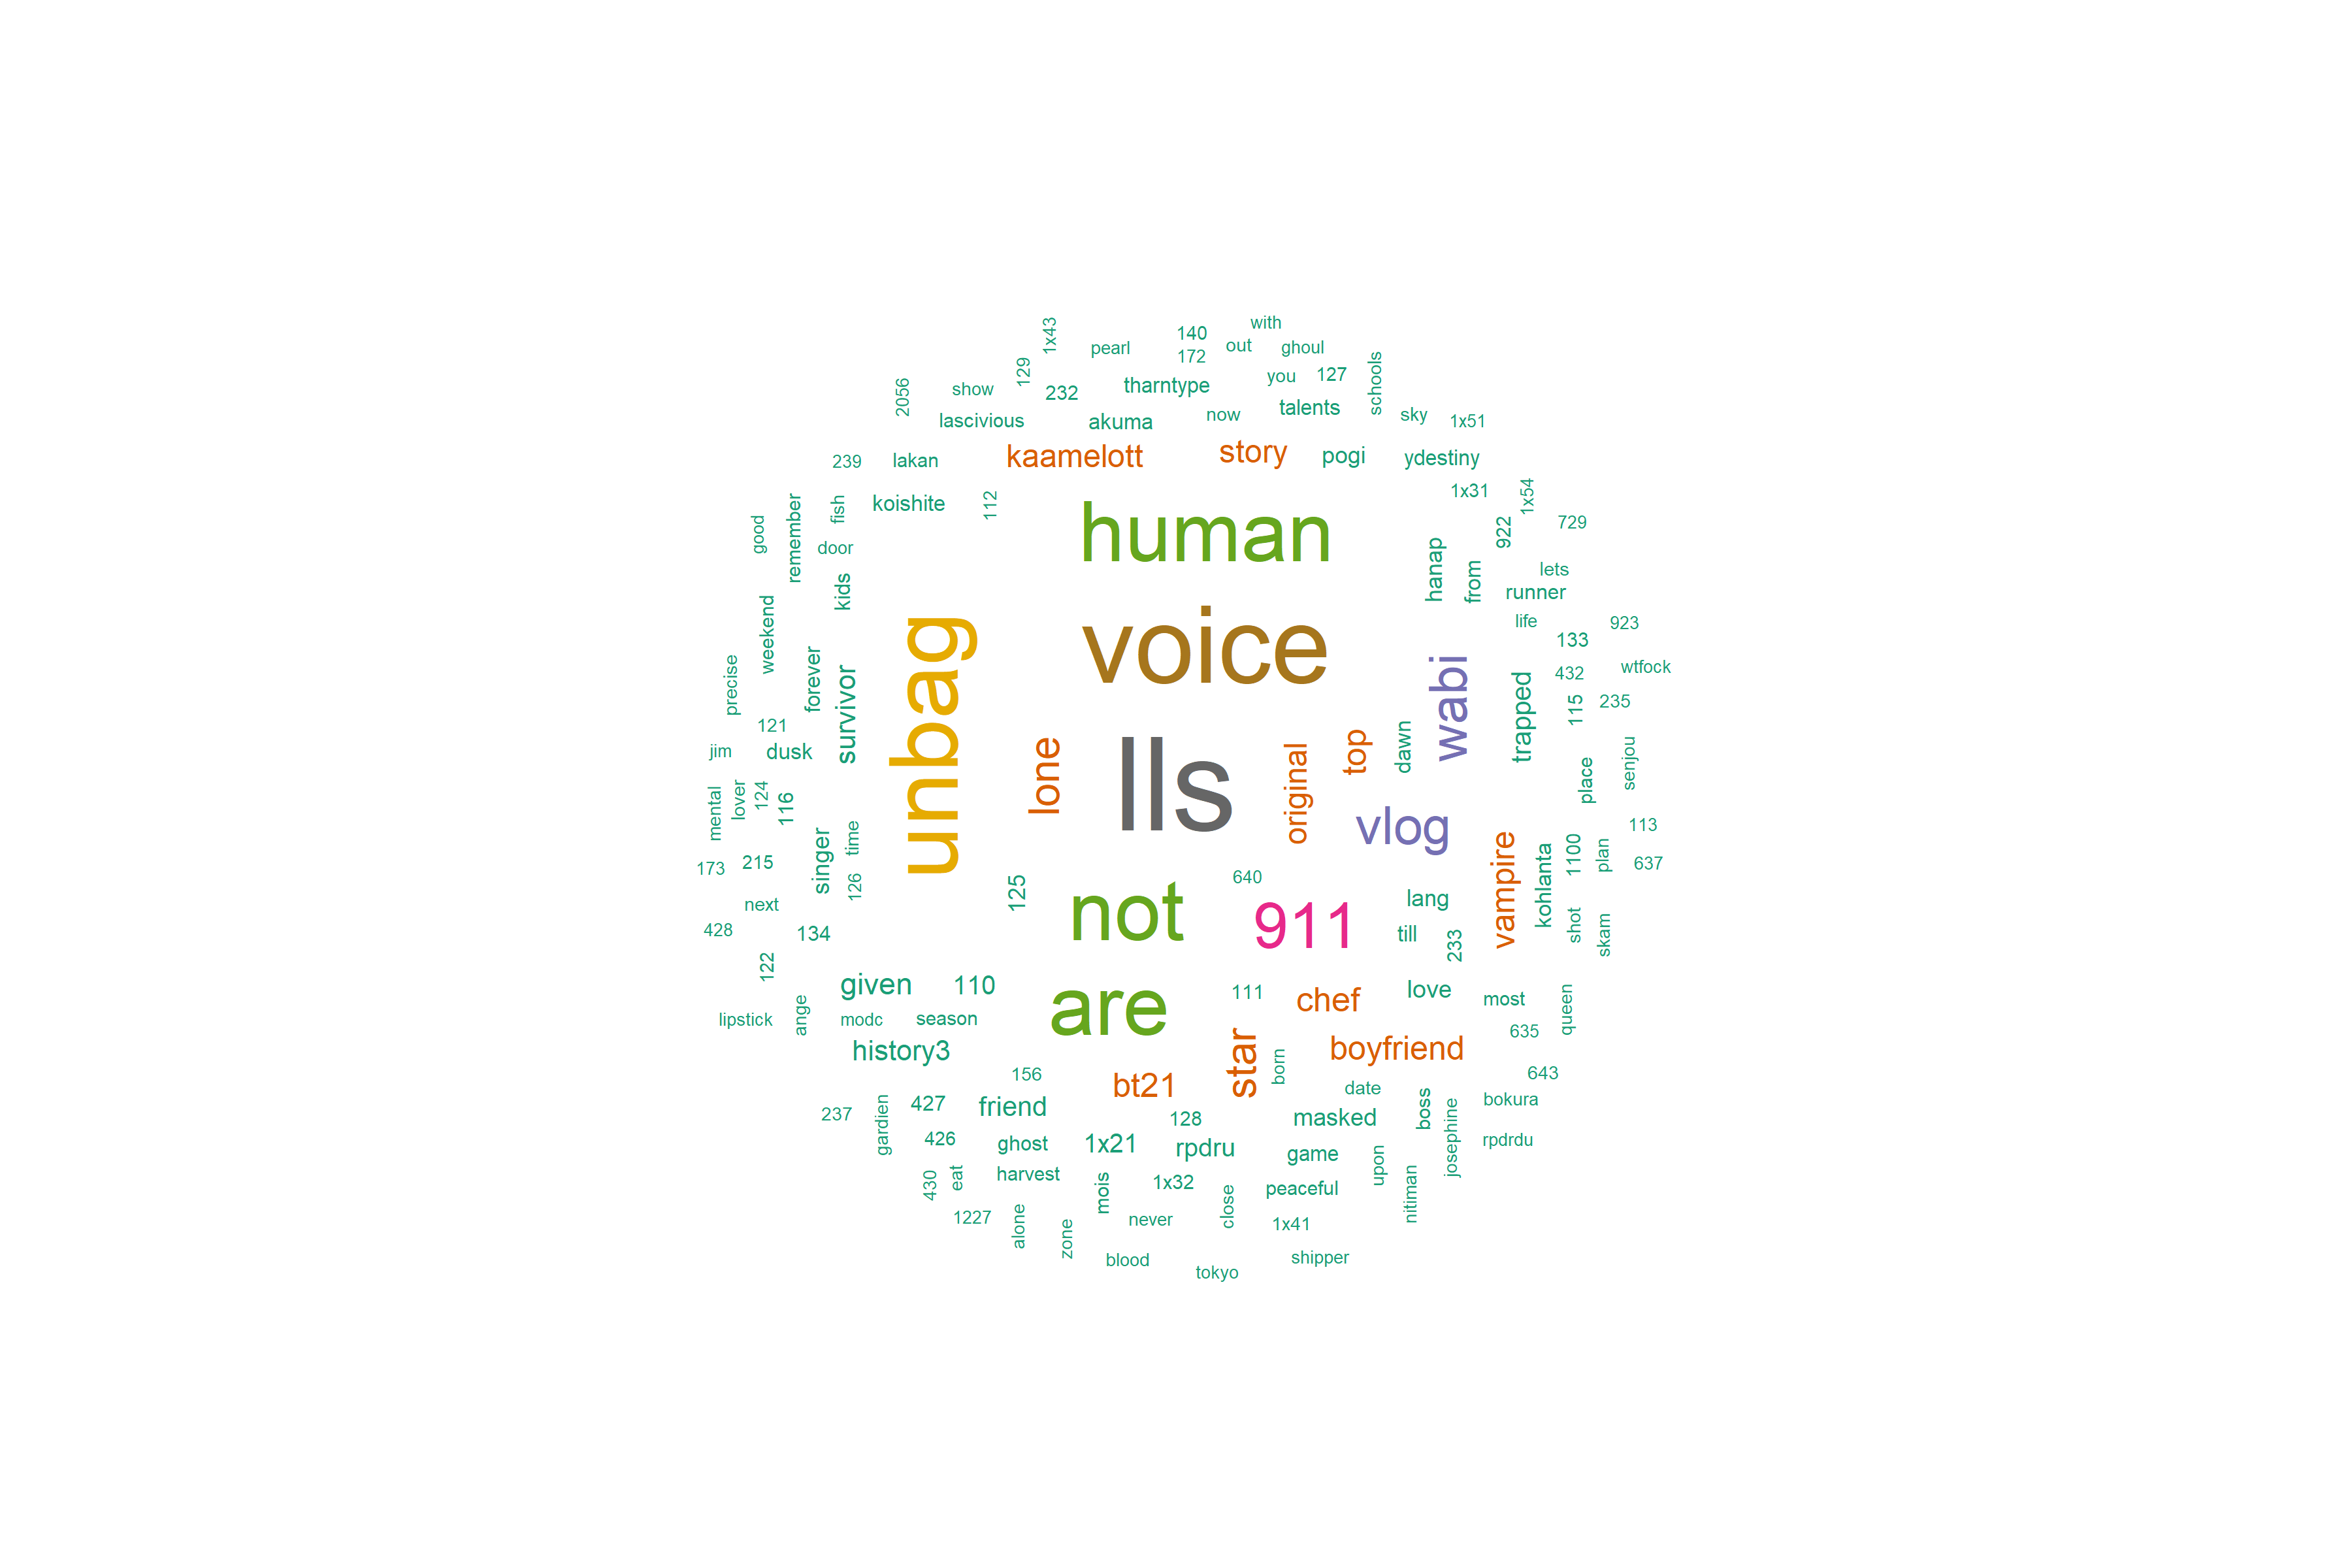 with
1x43
140
pearl
172
out
ghoul
129
you
127
schools
2056
show
232
tharntype
lascivious
akuma
now
talents
sky
1x51
kaamelott
story
pogi
ydestiny
239
lakan
1x31
1x54
koishite
112
fish
remember
good
door
human
922
729
hanap
from
lets
kids
runner
weekend
voice
life
923
133
unbag
forever
precise
survivor
wabi
trapped
432
wtfock
115
235
121
jim
dusk
lone
lls
original
top
dawn
place
senjou
mental
lover
124
116
vlog
113
singer
time
vampire
kohlanta
1100
plan
637
173
215
126
125
640
not
911
lang
till
233
shot
skam
next
428
134
122
given
110
are
111
chef
love
most
queen
lipstick
ange
modc
season
635
history3
star
born
boyfriend
156
bt21
date
643
237
gardien
427
friend
128
masked
boss
bokura
426
ghost
1x21
rpdru
game
upon
josephine
rpdrdu
430
eat
harvest
mois
1x32
close
peaceful
nitiman
1227
alone
zone
never
1x41
blood
tokyo
shipper